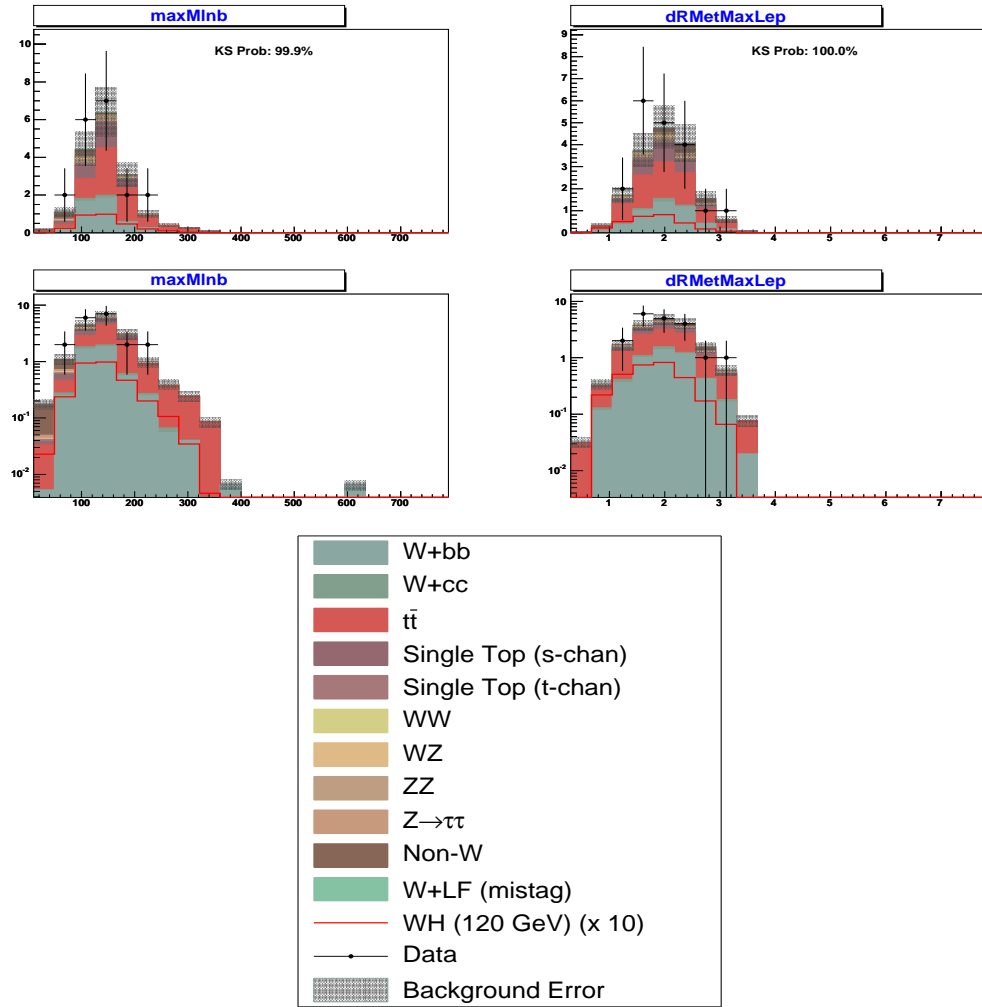 maxMlnb
KS Prob: 99.9%
10
8
6
4
2
0
100 200 300 400 500 600 700
dRMetMaxLep
KS Prob: 100.0%
9
8
7
6
5
4
3
2
1
0
1 2 3 4 5 6 7
maxMlnb
10
1
10-1
10-2
100 200 300 400 500 600 700
dRMetMaxLep
10
1
10-1
10-2
1 2 3 4 5 6 7
W+bb
W+cc
tt̄
Single Top (s-chan)
Single Top (t-chan)
WW
WZ
ZZ
Z→ττ
Non-W
W+LF (mistag)
WH (120 GeV) (x 10)
Data
Background Error